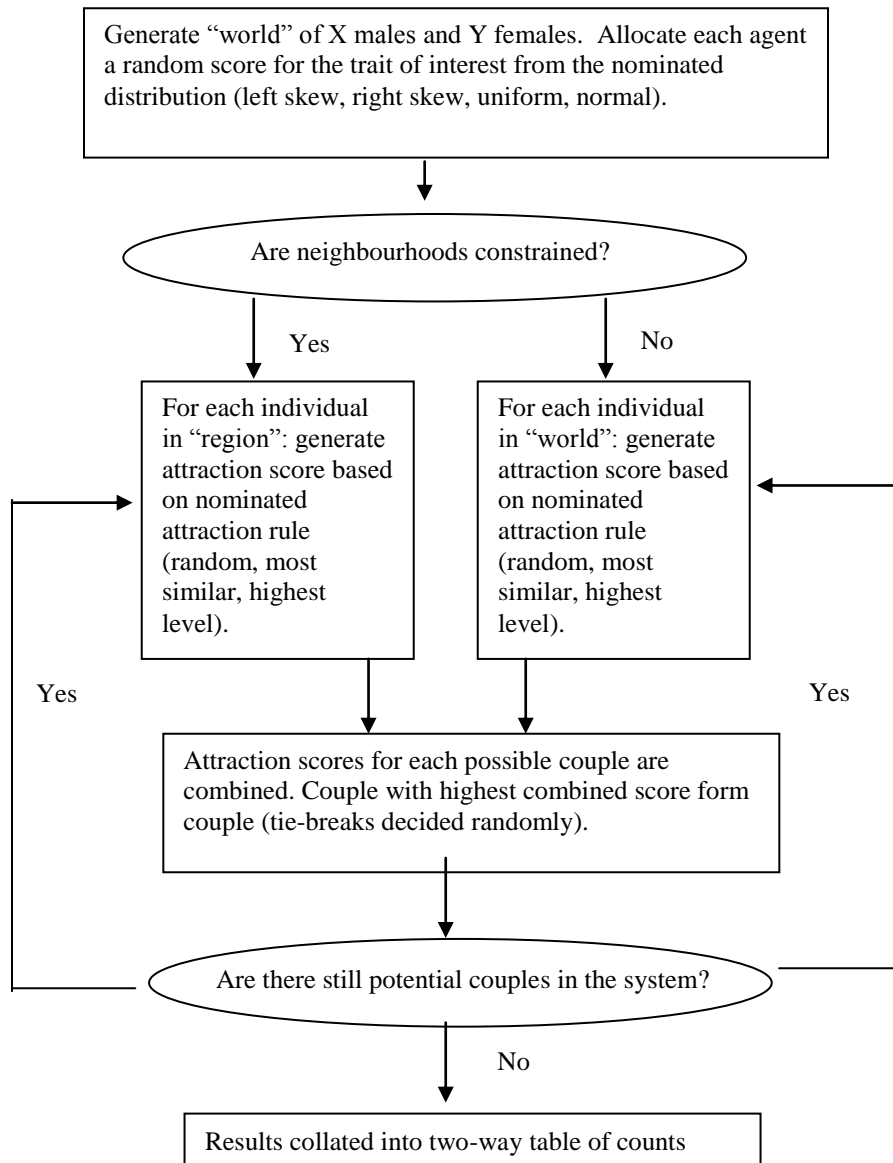 Generate “world” of X males and Y females.  Allocate each agent
a random score for the trait of interest from the nominated
distribution (left skew, right skew, uniform, normal).
Are neighbourhoods constrained?
Yes
No
For each individual
in “region”: generate
attraction score based
on nominated
attraction rule
(random, most
similar, highest
level).
For each individual
in “world”: generate
attraction score based
on nominated
attraction rule
(random, most
similar, highest
level).
Yes
Yes
Attraction scores for each possible couple are
combined. Couple with highest combined score form
couple (tie-breaks decided randomly).
Are there still potential couples in the system?
No
Results collated into two-way table of counts